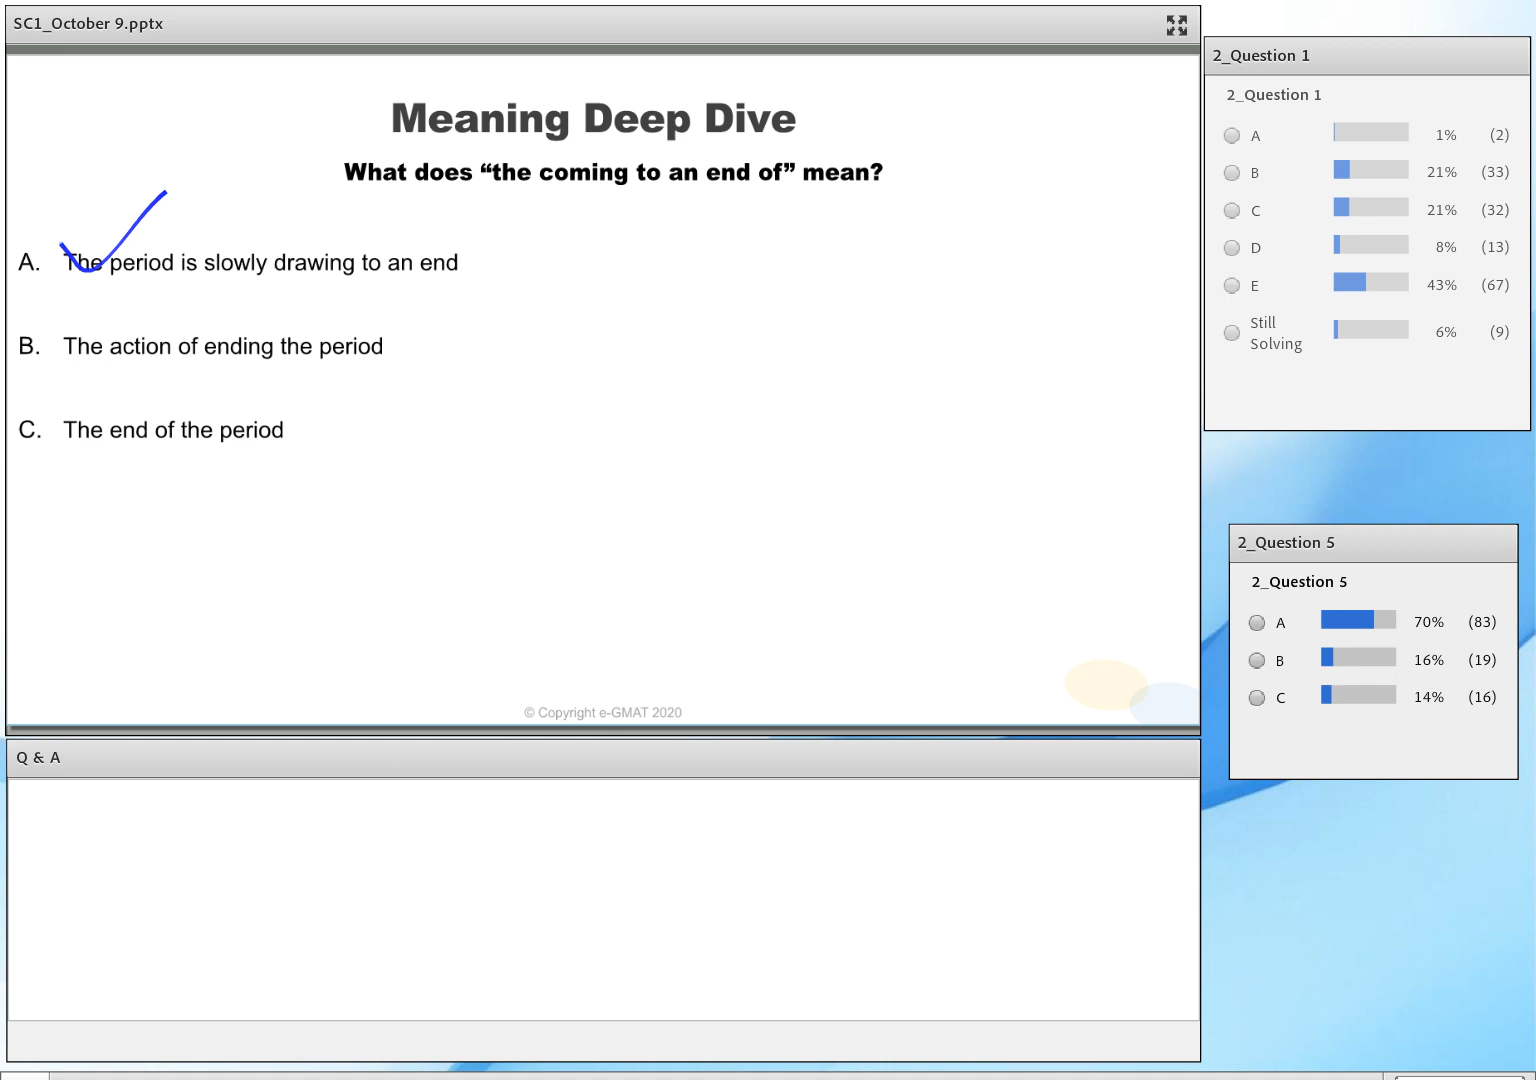 SC1_October 9.pptx
Meaning Deep Dive
What does “the coming to an end of” mean?
A. The period is slowly drawing to an end
B. The action of ending the period
C. The end of the period
© Copyright e-GMAT 2020
Q & A
2_Question 1
2_Question 1
A 1% (2)
B 21% (33)
C 21% (32)
D 8% (13)
E 43% (67)
Still
Solving 6% (9)
2_Question 5
2_Question 5
A 70% (83)
B 16% (19)
C 14% (16)